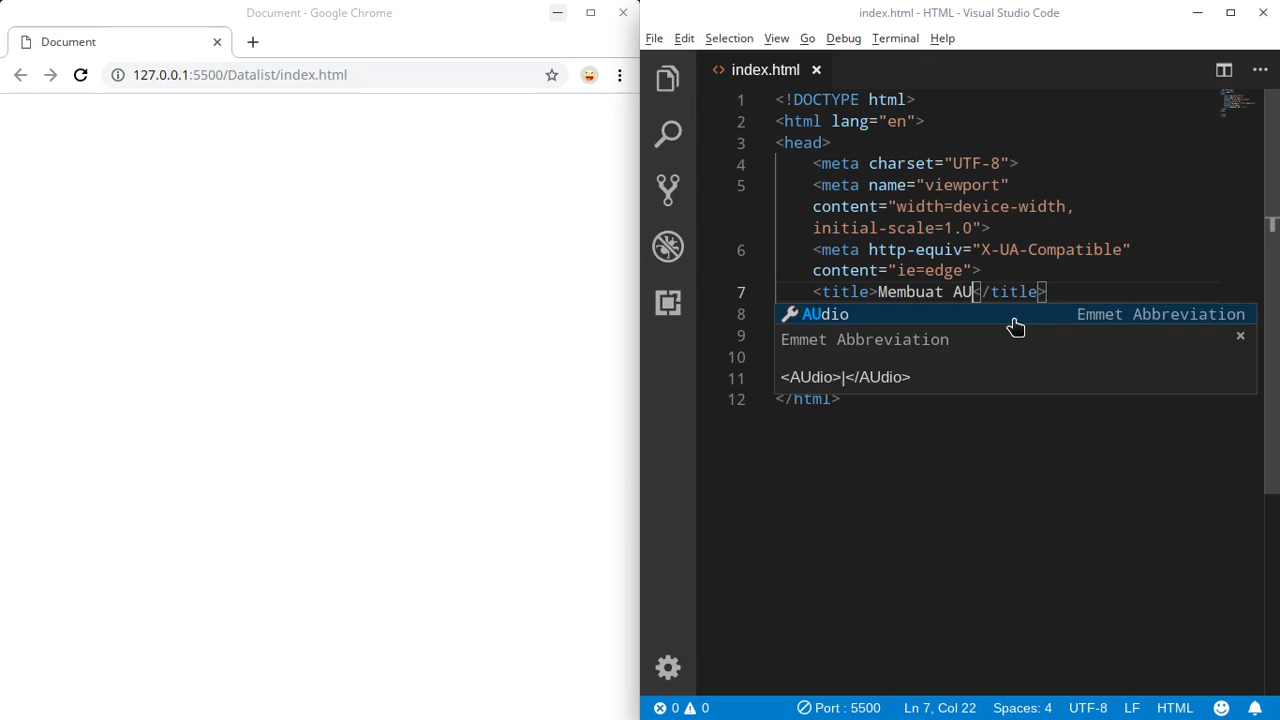 Document - Google Chrome
Document
127.0.0.1:5500/Datalist/index.html
index.html - HTML - Visual Studio Code
File Edit Selection View Go Debug Terminal Help
index.html
1 <!DOCTYPE html>
2 <html lang="en">
3 <head>
4 <meta charset="UTF-8">
5 <meta name="viewport"
content="width=device-width,
initial-scale=1.0">
6 <meta http-equiv="X-UA-Compatible"
content="ie=edge">
7 <title>Membuat AU</title>
8 AUdio Emmet Abbreviation
9 Emmet Abbreviation
10
11 <AUdio>|</AUdio>
12 </html>
0 0 Port : 5500 Ln 7, Col 22 Spaces: 4 UTF-8 LF HTML